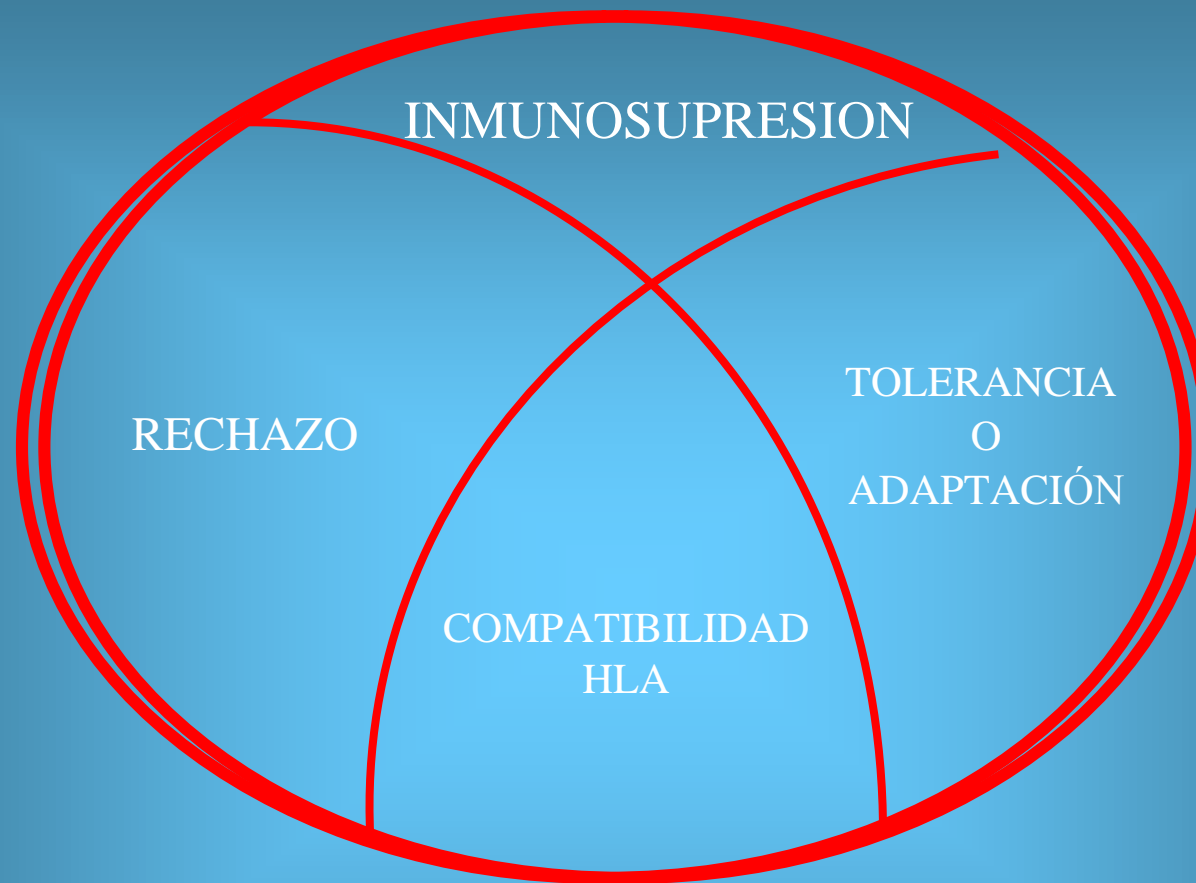 INMUNOSUPRESION
RECHAZO
TOLERANCIA
O
ADAPTACIÓN
COMPATIBILIDAD
HLA